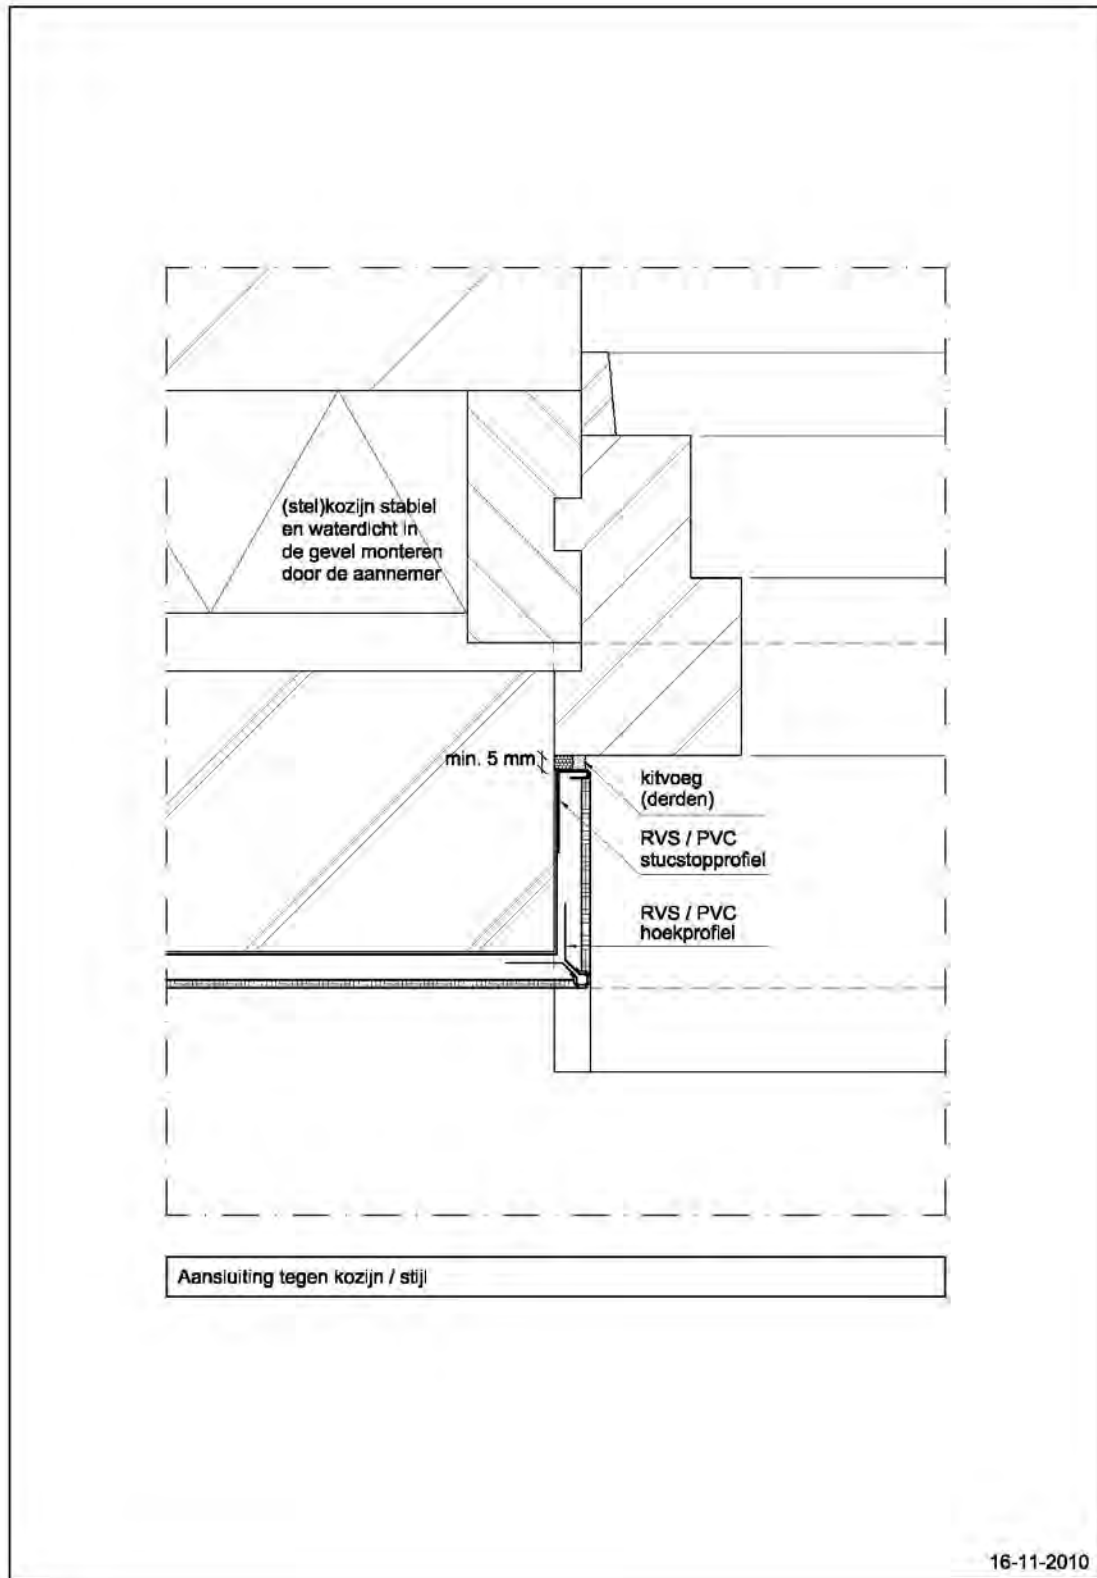 (stel)kozijn stabiel
en waterdicht in
de gevel monteren
door de aannemer
min. 5 mm
kitvoeg
(derden)
RVS / PVC
stucstopprofiel
RVS / PVC
hoekprofiel
Aansluiting tegen kozijn / stijl
16-11-2010